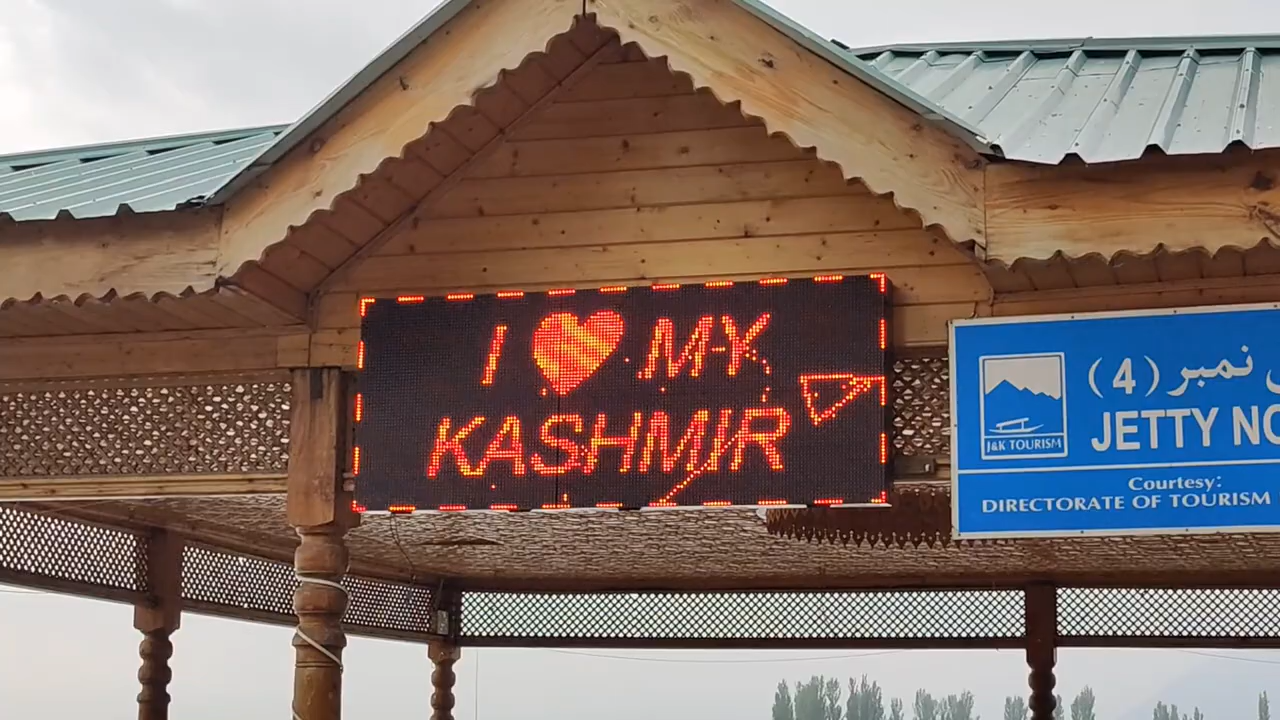 I ❤ MY
KASHMIR
نمبر (4)
JETTY NO
J&K TOURISM
Courtesy:
DIRECTORATE OF TOURISM